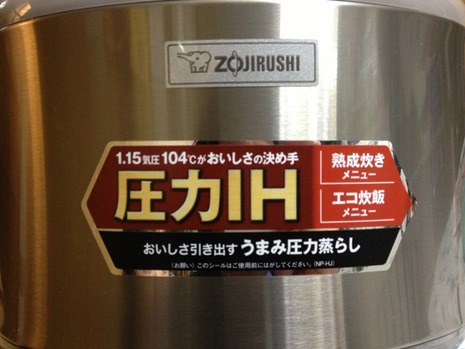 ZOJIRUSHI
1.15気圧104℃がおいしさの決め手
圧力IH
熟成炊き
メニュー
エコ炊飯
メニュー
おいしさ引き出すうまみ圧力蒸らし
(お願い)このシールはご使用前にはがしてください。(NP-HJ)